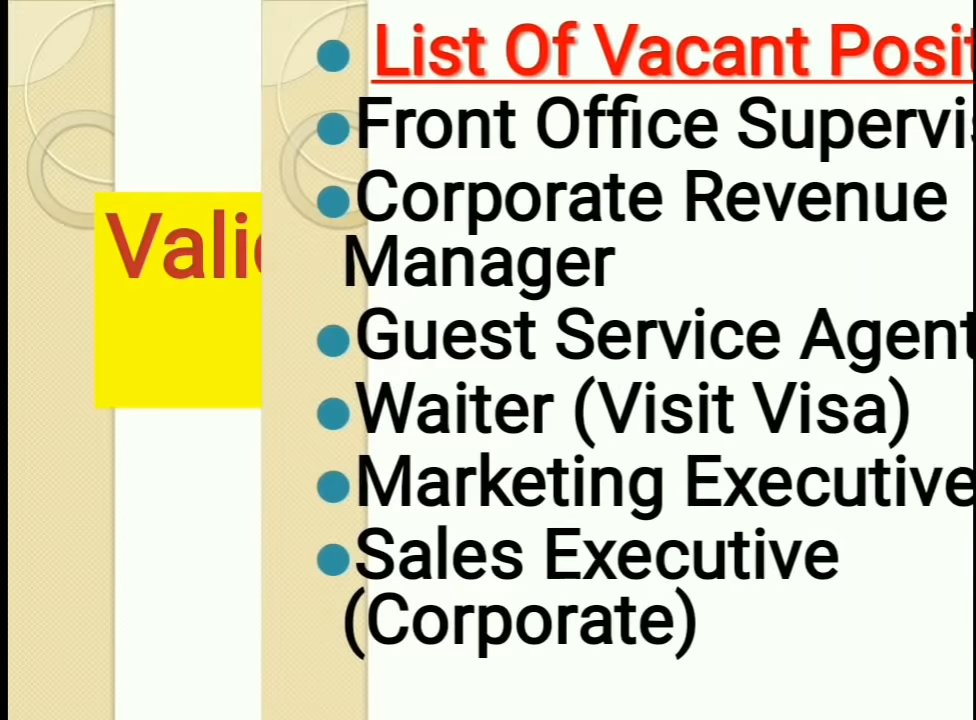 List Of Vacant
Front Office
Corporate Revenue
Manager
Guest Service Agent
Waiter (Visit Visa)
Marketing Executive
Sales Executive
(Corporate)